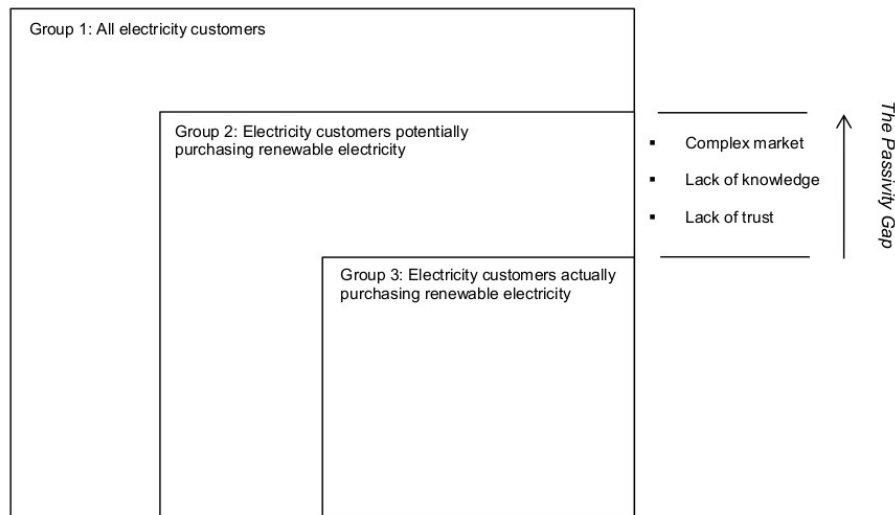 Group 1: All electricity customers
Group 2: Electricity customers potentially
purchasing renewable electricity
▪ Complex market
▪ Lack of knowledge
▪ Lack of trust
The Passivity Gap
Group 3: Electricity customers actually
purchasing renewable electricity